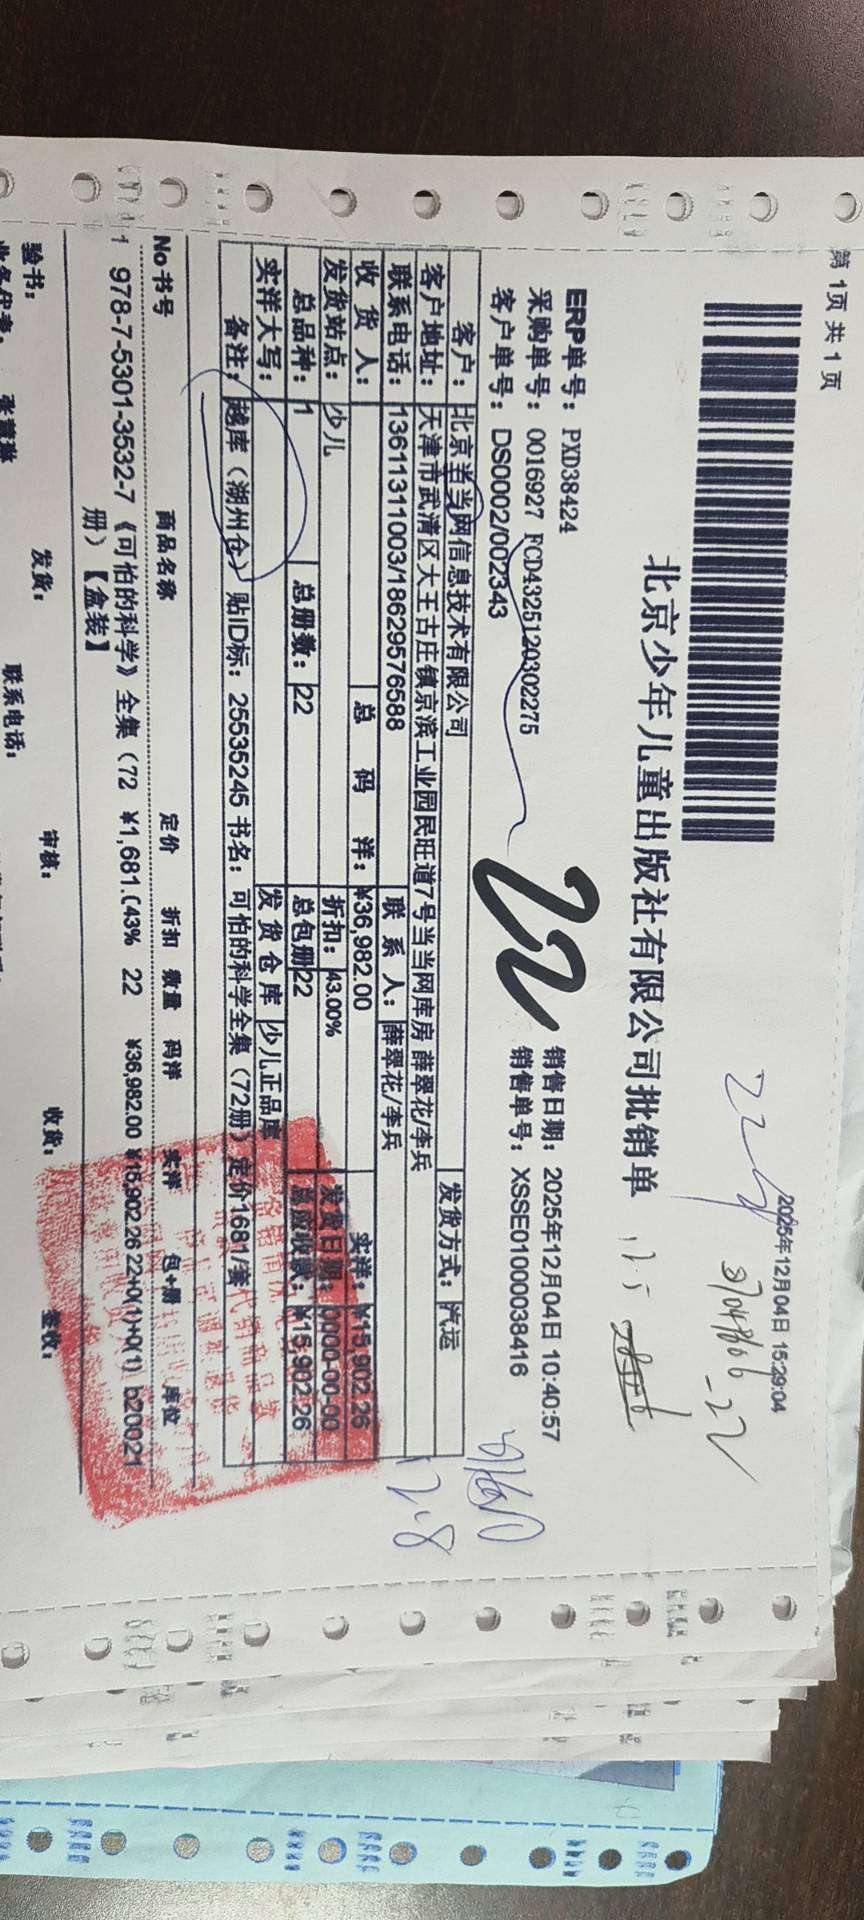 第 1页 共 1 页
2025年12月04日 15:29:04
北京少年儿童出版社有限公司批销单
22
ERP单号：PXD38424
销售日期：2025年12月04日 10:40:57
采购单号：0016927 FCD4325120302275
销售单号：XSSE01000038416
客户单号：DS0002/002343
客户：北京当当网信息技术有限公司 发货方式：汽运
客户地址：天津市武清区大王古庄镇京滨工业园民旺道7号当当网库房 薛翠花/李兵
联系电话：13611311003/18629576588 联 系 人：薛翠花/李兵
收 货 人： 总 码 洋：¥36,982.00 实洋：¥15,902.26
发货站点：少儿 折扣：43.00% 发货日期：0000-00-00
总品种：1 总册数：22 总包册 22 总应收款：¥15,902.26
实洋大写： 发 货 仓 库 少儿正品库
备注：越库（湖州仓）贴ID标：25535245 书名：可怕的科学全集（72册）定价1681/套
No 书号 商品名称 定价 折扣 数量 码洋 实洋 包+册 库位
1 978-7-5301-3532-7 《可怕的科学》全集（72 ¥1,681.(43% 22 ¥36,982.00 ¥15,902.26 22+0(1)+0(1) b20021
册）【盒装】
验书： 发货： 审核： 收货： 签收：
业务代表： 联系电话：